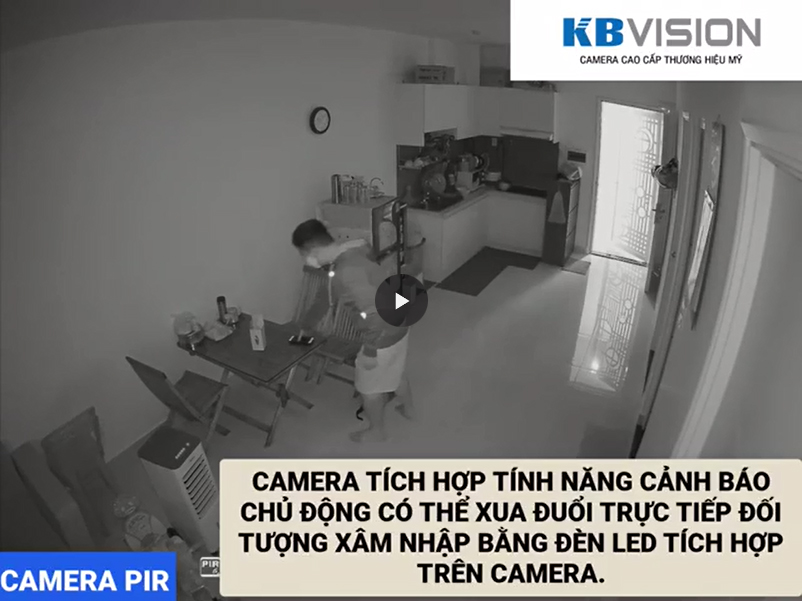 KBVISION
CAMERA CAO CẤP THƯƠNG HIỆU MỸ
CAMERA TÍCH HỢP TÍNH NĂNG CẢNH BÁO
CHỦ ĐỘNG CÓ THỂ XUA ĐUỔI TRỰC TIẾP ĐỐI
TƯỢNG XÂM NHẬP BẰNG ĐÈN LED TÍCH HỢP
TRÊN CAMERA.
PIR
CAMERA PIR